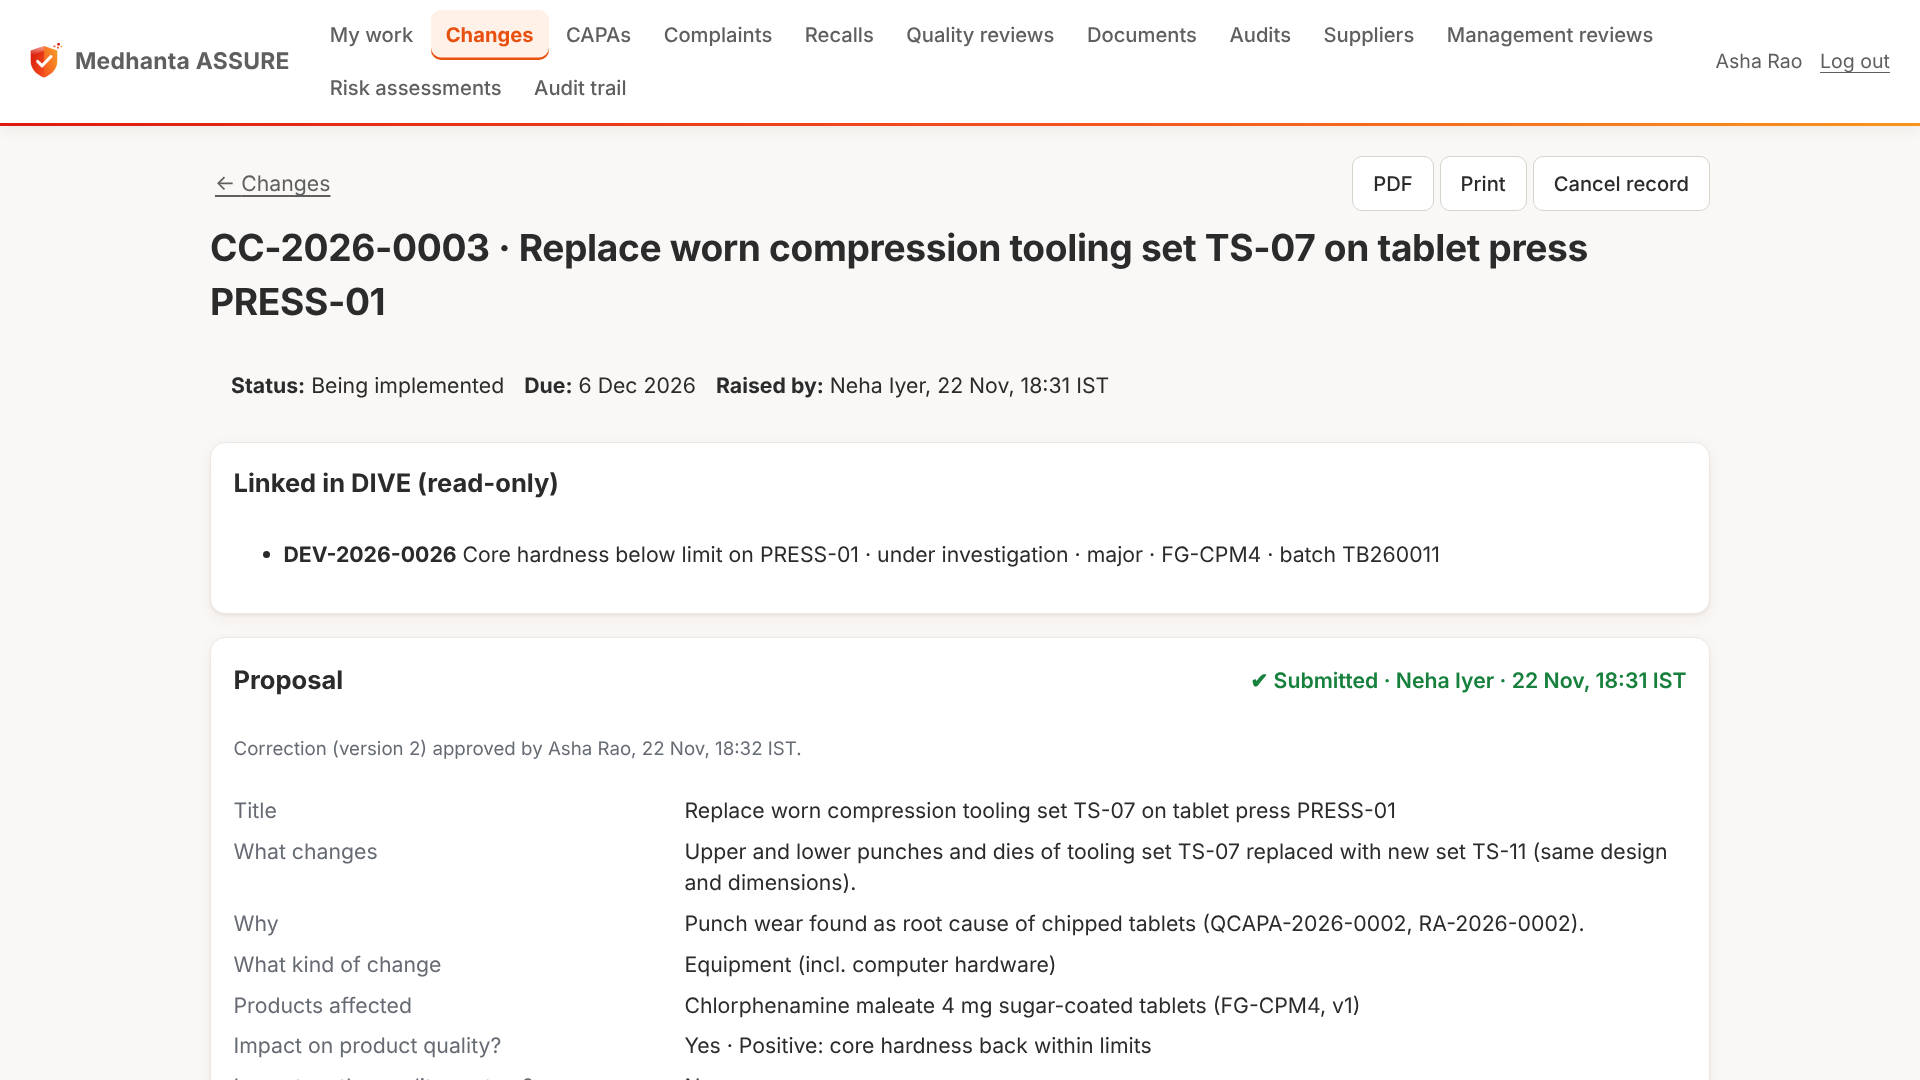 Medhanta ASSURE
My work Changes CAPAs Complaints Recalls Quality reviews Documents Audits Suppliers Management reviews
Risk assessments Audit trail
Asha Rao Log out
← Changes
PDF Print Cancel record
CC-2026-0003 · Replace worn compression tooling set TS-07 on tablet press
PRESS-01
Status: Being implemented Due: 6 Dec 2026 Raised by: Neha Iyer, 22 Nov, 18:31 IST
Linked in DIVE (read-only)
• DEV-2026-0026 Core hardness below limit on PRESS-01 · under investigation · major · FG-CPM4 · batch TB260011
Proposal ✔ Submitted · Neha Iyer · 22 Nov, 18:31 IST
Correction (version 2) approved by Asha Rao, 22 Nov, 18:32 IST.
Title Replace worn compression tooling set TS-07 on tablet press PRESS-01
What changes Upper and lower punches and dies of tooling set TS-07 replaced with new set TS-11 (same design
and dimensions).
Why Punch wear found as root cause of chipped tablets (QCAPA-2026-0002, RA-2026-0002).
What kind of change Equipment (incl. computer hardware)
Products affected Chlorphenamine maleate 4 mg sugar-coated tablets (FG-CPM4, v1)
Impact on product quality? Yes · Positive: core hardness back within limits